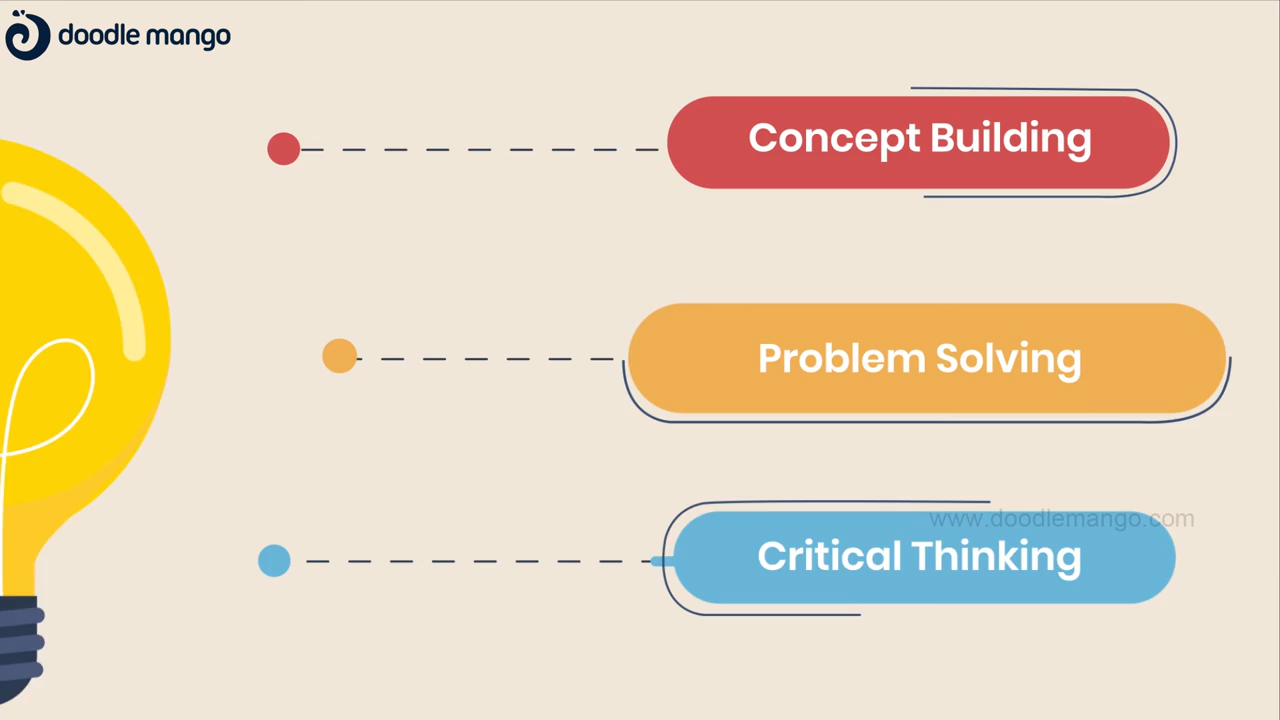 doodle mango
Concept Building
Problem Solving
www.doodlemango.com
Critical Thinking